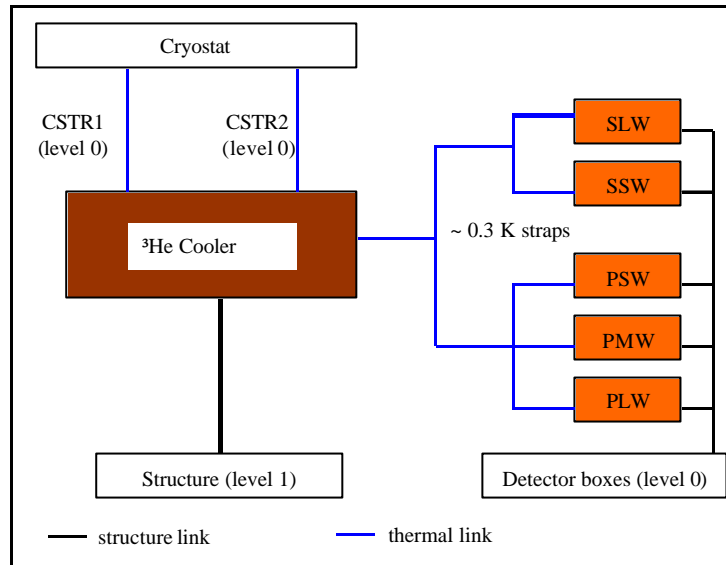 Cryostat
CSTR1
(level 0)
CSTR2
(level 0)
³He Cooler
~ 0.3 K straps
SLW
SSW
PSW
PMW
PLW
Structure (level 1)
Detector boxes (level 0)
structure link
thermal link